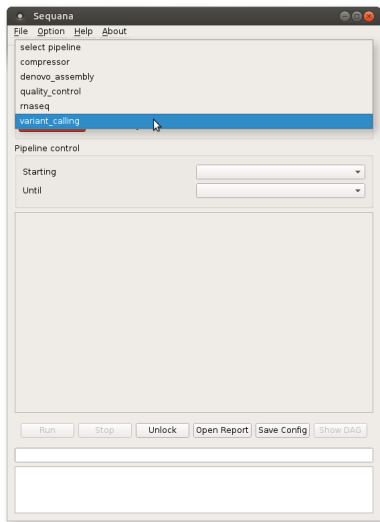 Sequana
File Option Help About
select pipeline
compressor
denovo_assembly
quality_control
rnaseq
variant_calling
Pipeline control
Starting
Until
Run Stop Unlock Open Report Save Config Show DAG